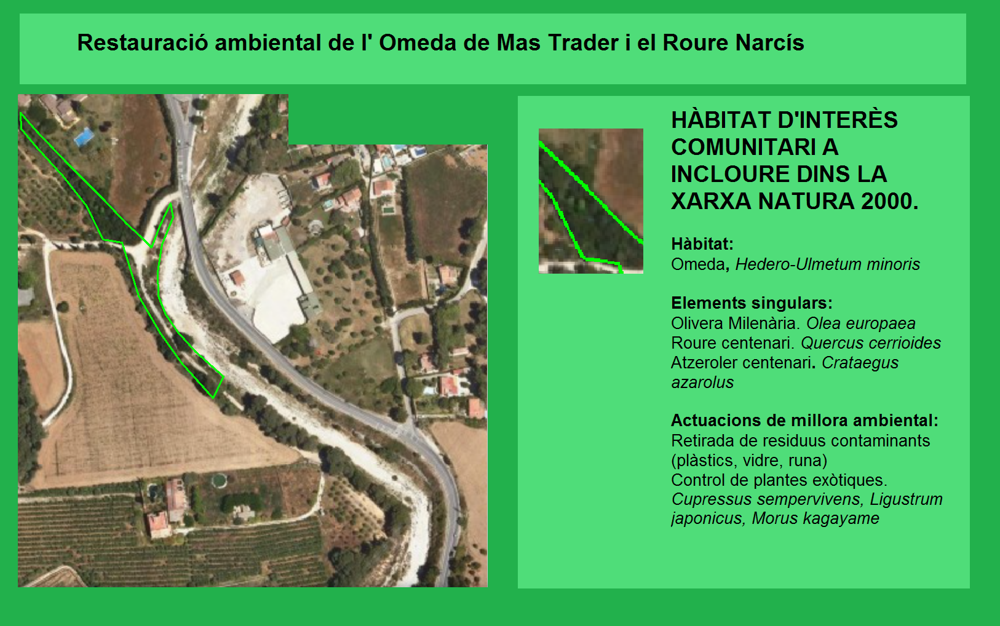 Restauració ambiental de l' Omeda de Mas Trader i el Roure Narcís
HÀBITAT D'INTERÈS
COMUNITARI A
INCLOURE DINS LA
XARXA NATURA 2000.
Hàbitat:
Omeda, Hedero-Ulmetum minoris
Elements singulars:
Olivera Milenària. Olea europaea
Roure centenari. Quercus cerrioides
Atzeroler centenari. Crataegus
azarolus
Actuacions de millora ambiental:
Retirada de residuus contaminants
(plàstics, vidre, runa)
Control de plantes exòtiques.
Cupressus sempervivens, Ligustrum
japonicus, Morus kagayame